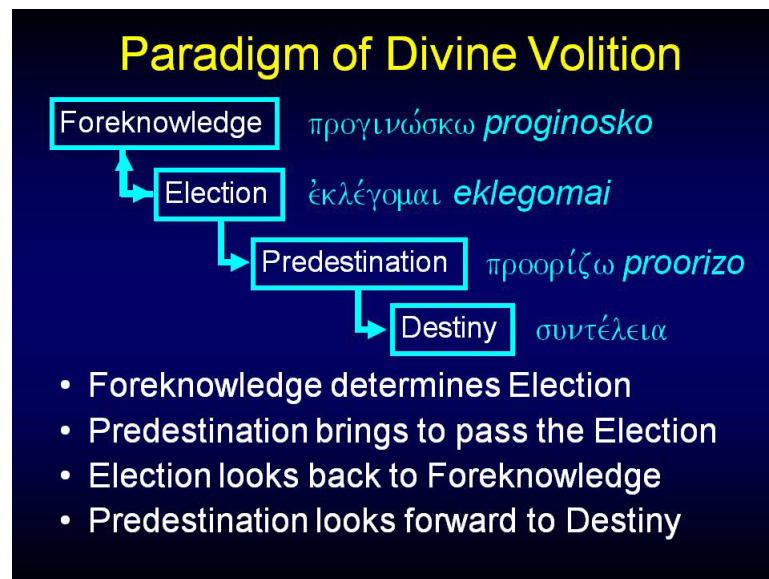 Paradigm of Divine Volition
Foreknowledge προγινώσκω proginosko
Election ἐκλέγομαι eklegomai
Predestination προορίζω proorizo
Destiny συντέλεια
• Foreknowledge determines Election
• Predestination brings to pass the Election
• Election looks back to Foreknowledge
• Predestination looks forward to Destiny